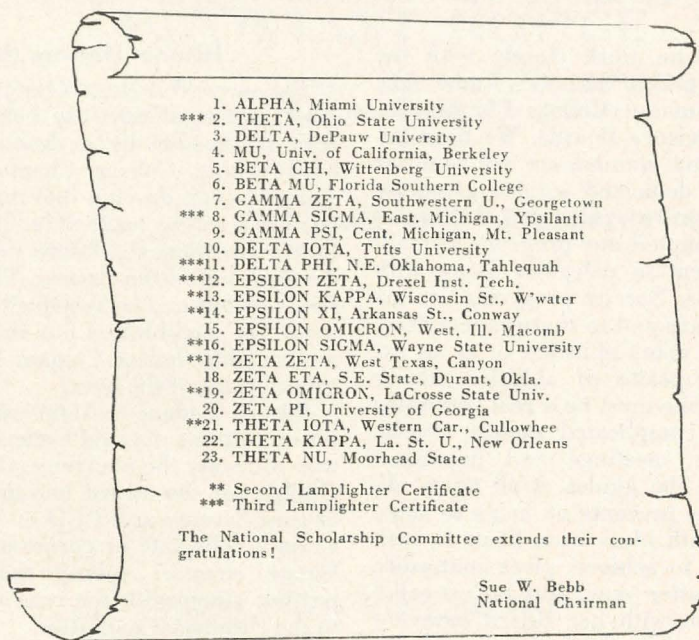 1. ALPHA, Miami University
*** 2. THETA, Ohio State University
3. DELTA, DePauw University
4. MU, Univ. of California, Berkeley
5. BETA CHI, Wittenberg University
6. BETA MU, Florida Southern College
7. GAMMA ZETA, Southwestern U., Georgetown
*** 8. GAMMA SIGMA, East. Michigan, Ypsilanti
9. GAMMA PSI, Cent. Michigan, Mt. Pleasant
10. DELTA IOTA, Tufts University
***11. DELTA PHI, N.E. Oklahoma, Tahlequah
***12. EPSILON ZETA, Drexel Inst. Tech.
**13. EPSILON KAPPA, Wisconsin St., W'water
**14. EPSILON XI, Arkansas St., Conway
15. EPSILON OMICRON, West. Ill. Macomb
**16. EPSILON SIGMA, Wayne State University
**17. ZETA ZETA, West Texas, Canyon
18. ZETA ETA, S.E. State, Durant, Okla.
**19. ZETA OMICRON, LaCrosse State Univ.
20. ZETA PI, University of Georgia
**21. THETA IOTA, Western Car., Cullowhee
22. THETA KAPPA, La. St. U., New Orleans
23. THETA NU, Moorhead State
** Second Lamplighter Certificate
*** Third Lamplighter Certificate
The National Scholarship Committee extends their con-
gratulations!
Sue W. Bebb
National Chairman